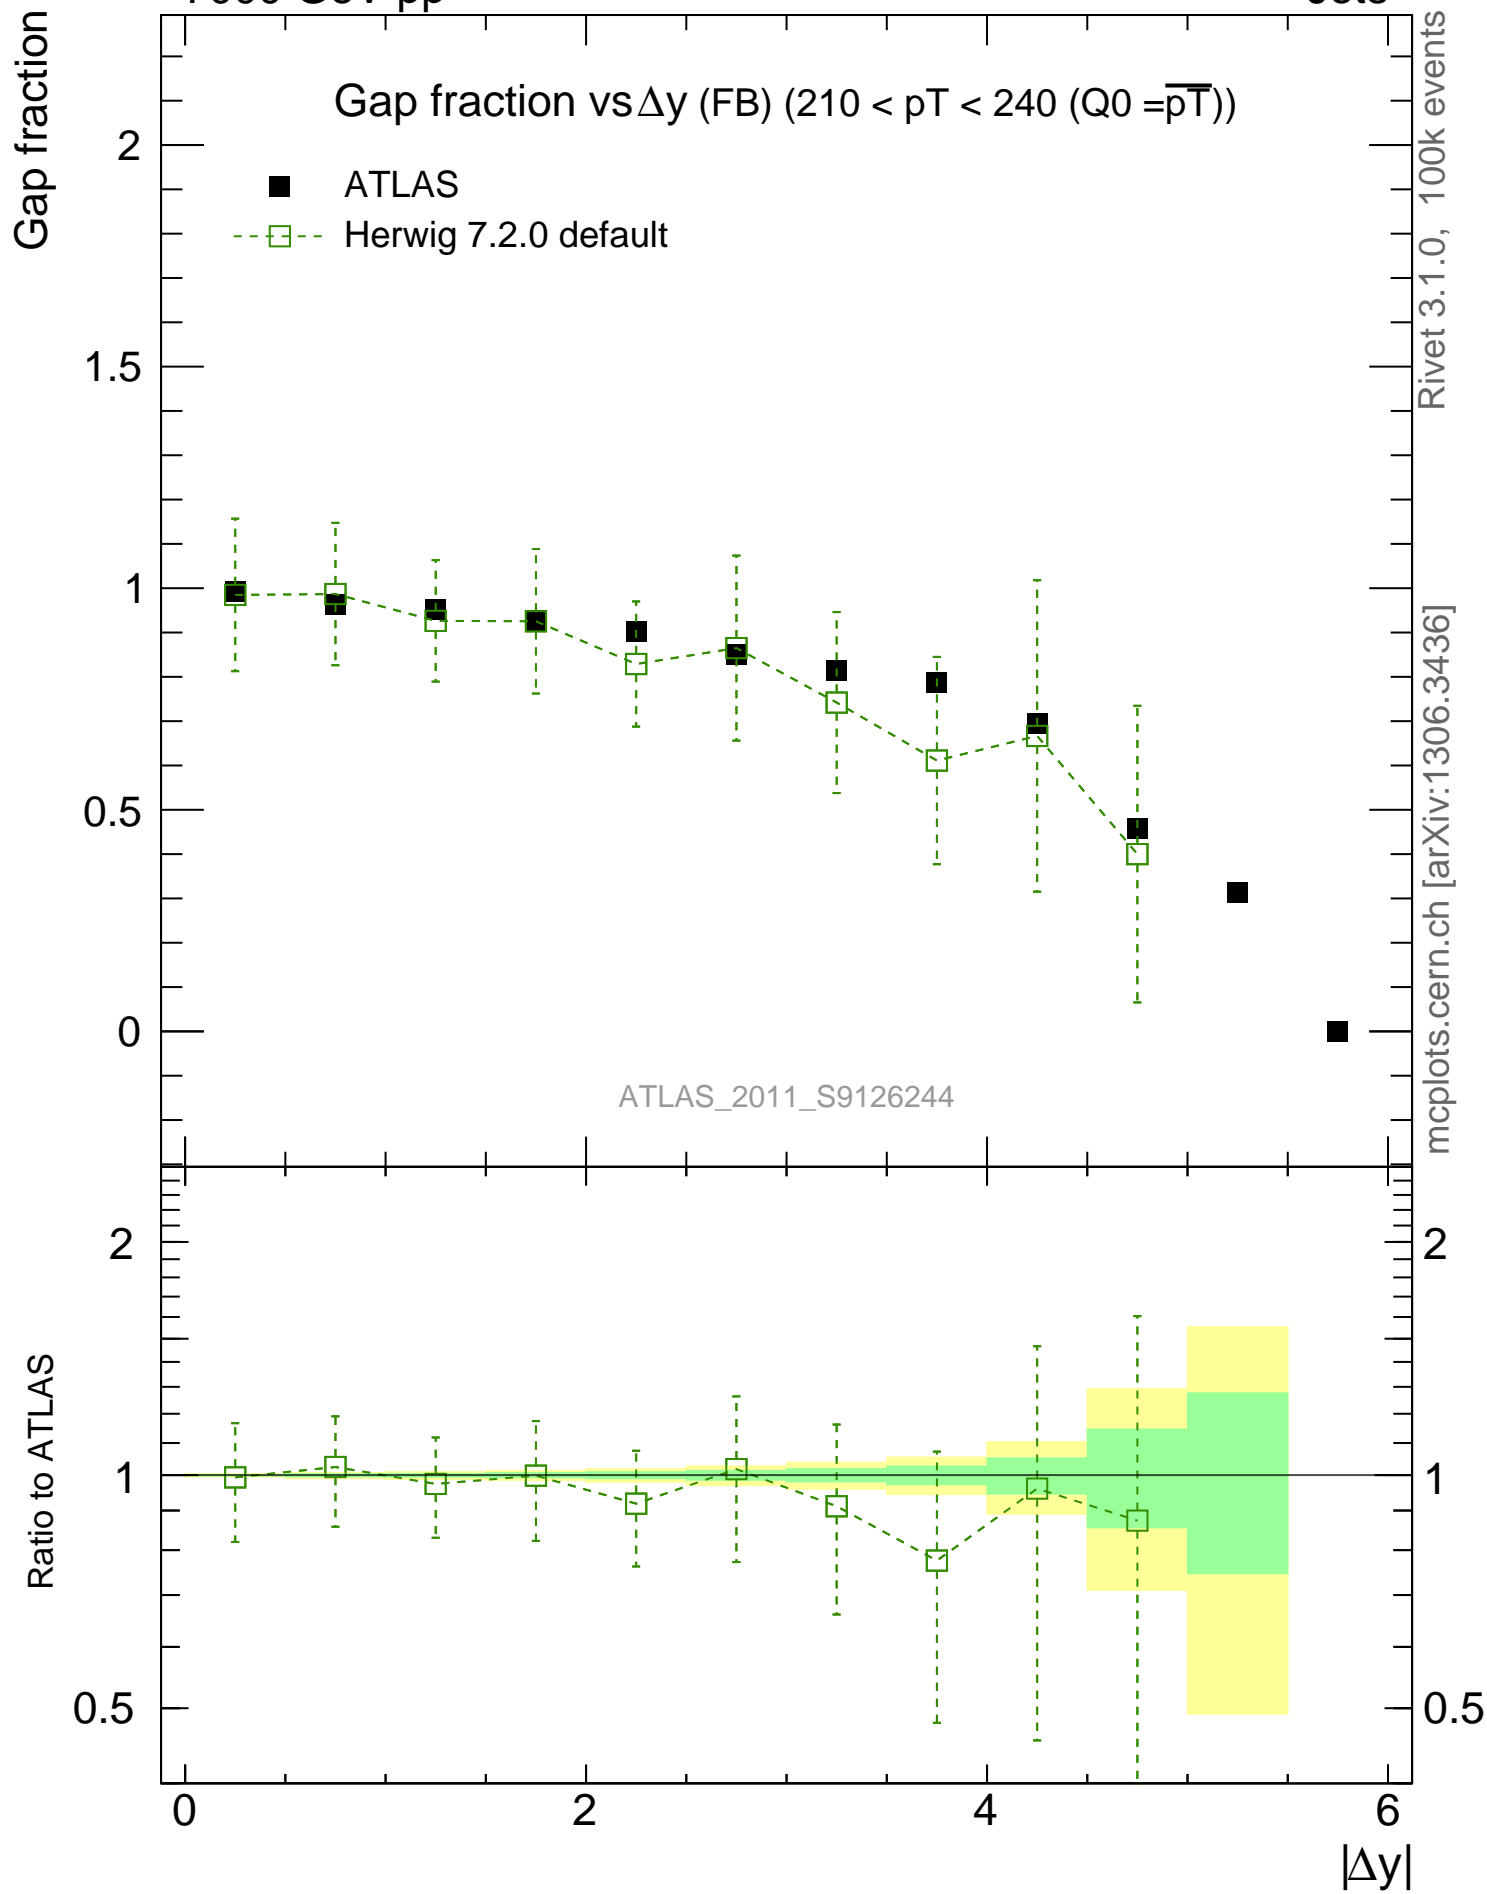 Gap fraction vs Δy (FB) (210 < pT < 240 (Q0 = p̅T̅))
Gap fraction
ATLAS
Herwig 7.2.0 default
2
1.5
1
0.5
0
ATLAS_2011_S9126244
Rivet 3.1.0, 100k events
mcplots.cern.ch [arXiv:1306.3436]
Ratio to ATLAS
2
1
0.5
2
1
0.5
0 2 4 6
|Δy|